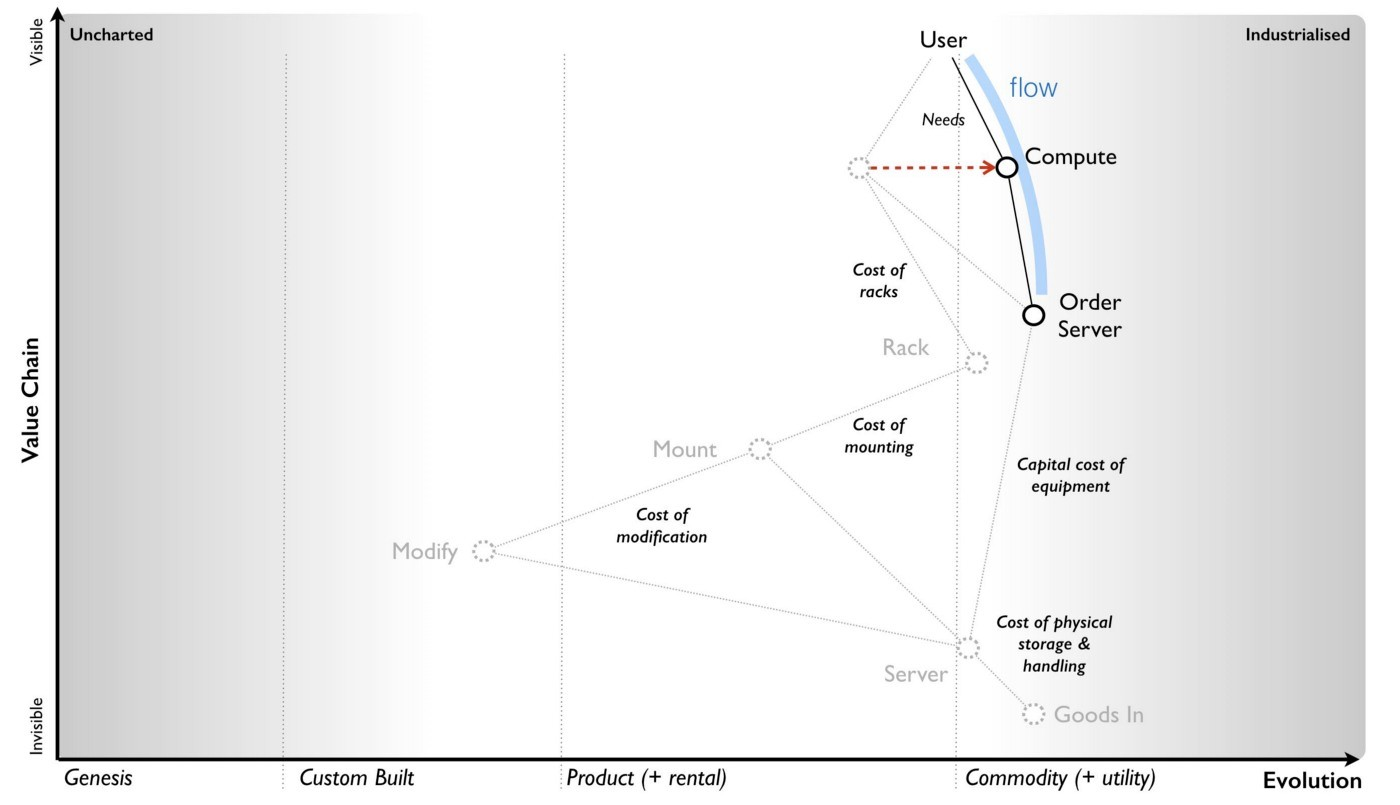 Visible
Uncharted
User
Industrialised
flow
Needs
Compute
Cost of
racks
Order
Server
Rack
Value Chain
Cost of
mounting
Mount
Capital cost of
equipment
Cost of
modification
Modify
Cost of physical
storage &
handling
Server
Goods In
Invisible
Genesis
Custom Built
Product (+ rental)
Commodity (+ utility)
Evolution